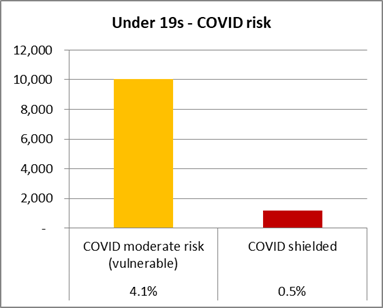 Under 19s - COVID risk
12,000
10,000
8,000
6,000
4,000
2,000
-
COVID moderate risk
(vulnerable)
COVID shielded
4.1%
0.5%